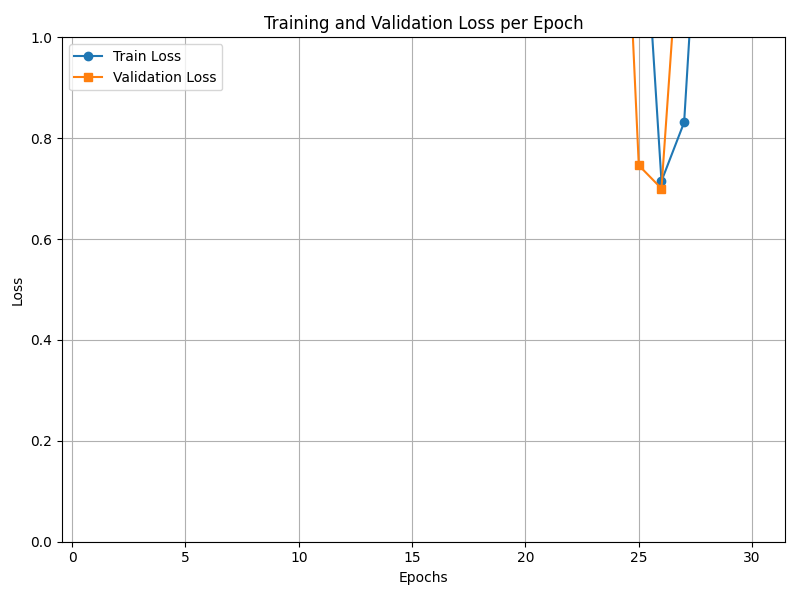 Training and Validation Loss per Epoch
Train Loss
Validation Loss
1.0
0.8
0.6
0.4
0.2
0.0
Loss
0 5 10 15 20 25 30
Epochs